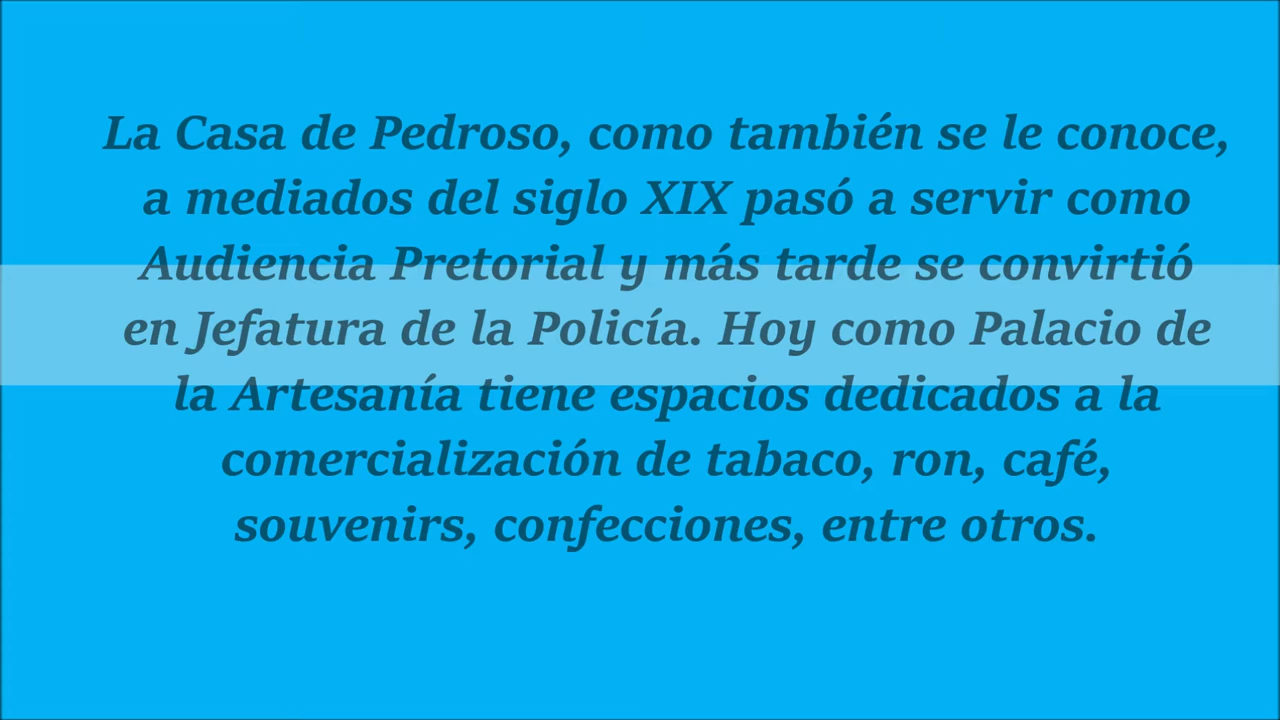 La Casa de Pedroso, como también se le conoce,
a mediados del siglo XIX pasó a servir como
Audiencia Pretorial y más tarde se convirtió
en Jefatura de la Policía. Hoy como Palacio de
la Artesanía tiene espacios dedicados a la
comercialización de tabaco, ron, café,
souvenirs, confecciones, entre otros.